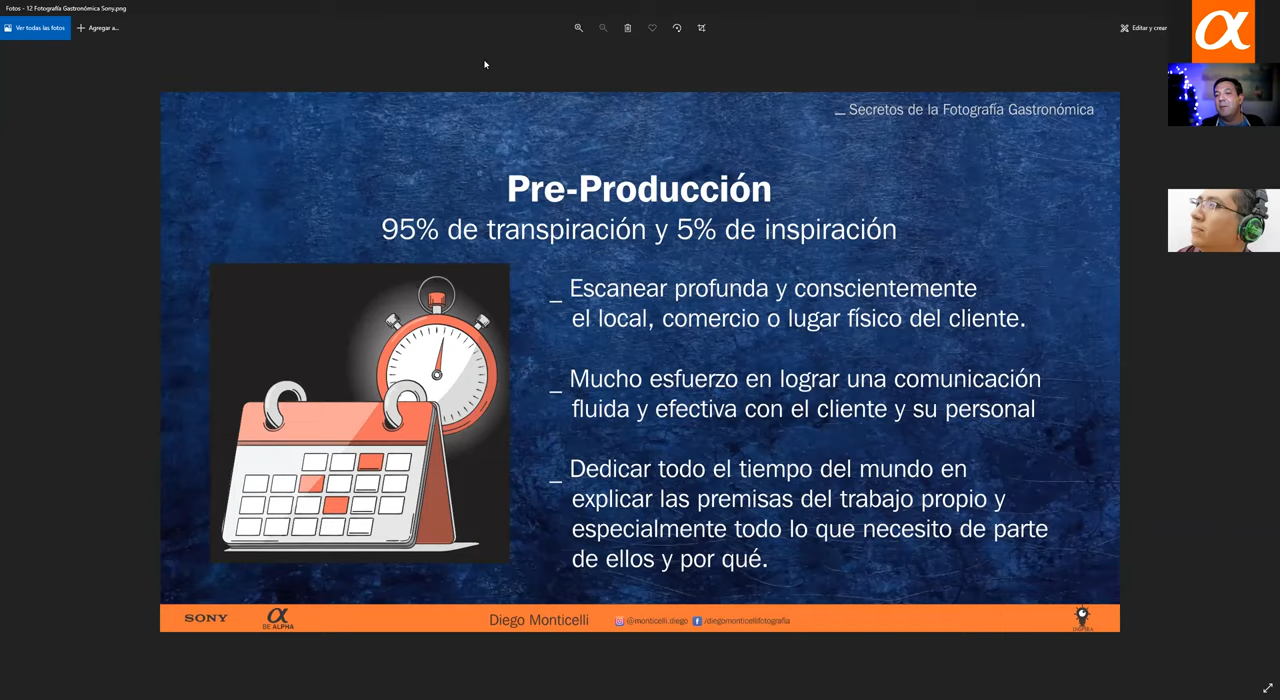 Fotos - 12 Fotografía Gastronómica Sony.png
Ver todas las fotos
Agregar a...
Editar y crear
α
_ Secretos de la Fotografía Gastronómica
Pre-Producción
95% de transpiración y 5% de inspiración
_ Escanear profunda y conscientemente
el local, comercio o lugar físico del cliente.
_ Mucho esfuerzo en lograr una comunicación
fluida y efectiva con el cliente y su personal
_ Dedicar todo el tiempo del mundo en
explicar las premisas del trabajo propio y
especialmente todo lo que necesito de parte
de ellos y por qué.
SONY
α
BE ALPHA
Diego Monticelli
@monticelli.diego
/diegomonticellifotografia
INSPIRA